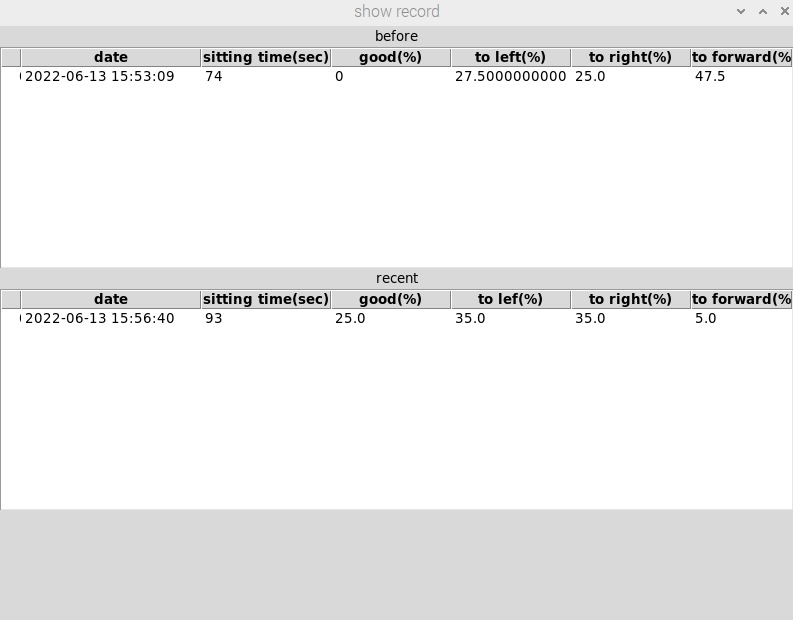 show record
before
date sitting time(sec) good(%) to left(%) to right(%) to forward(%
2022-06-13 15:53:09 74 0 27.5000000000 25.0 47.5
recent
date sitting time(sec) good(%) to lef(%) to right(%) to forward(%
2022-06-13 15:56:40 93 25.0 35.0 35.0 5.0